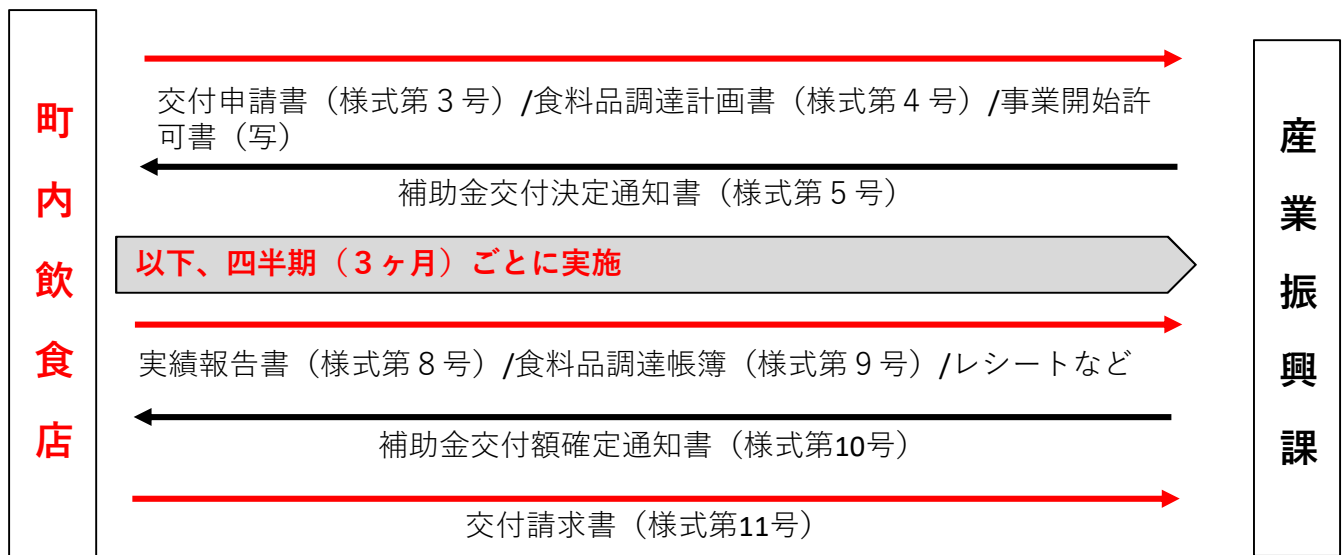 町内飲食店
交付申請書（様式第３号）/食料品調達計画書（様式第４号）/事業開始許
可書（写）
補助金交付決定通知書（様式第５号）
以下、四半期（３ヶ月）ごとに実施
実績報告書（様式第８号）/食料品調達帳簿（様式第９号）/レシートなど
補助金交付額確定通知書（様式第10号）
交付請求書（様式第11号）
産業振興課